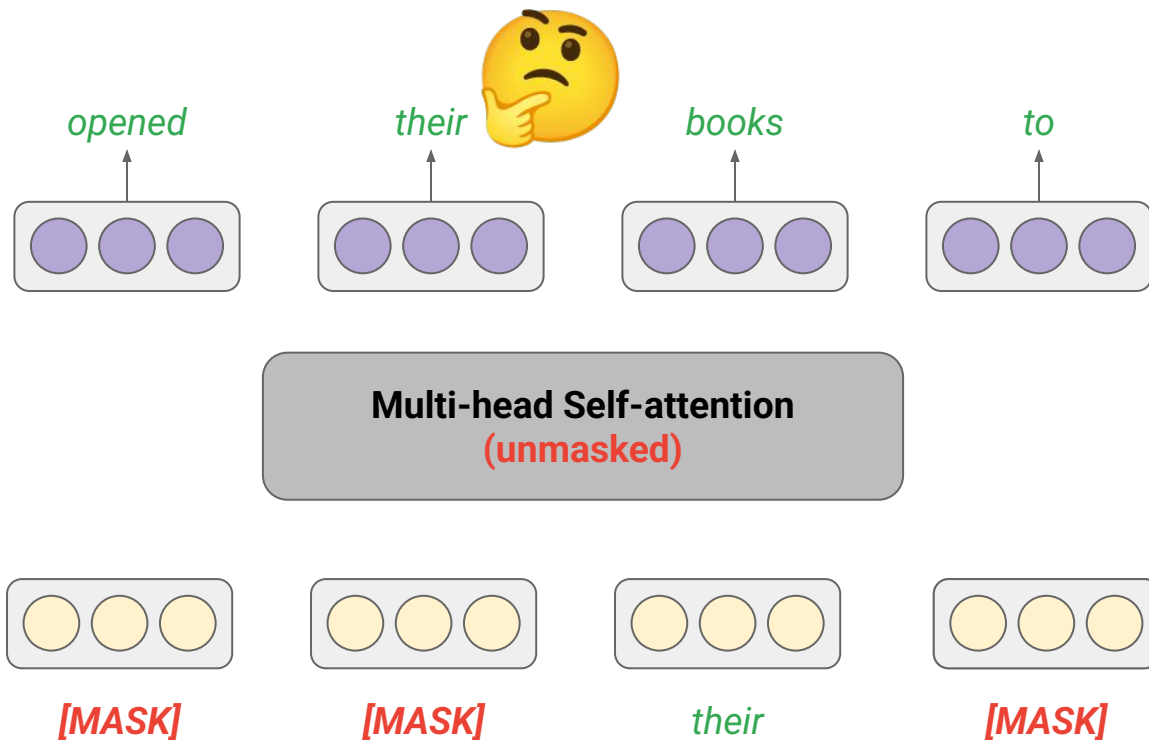 opened their books to
Multi-head Self-attention
(unmasked)
[MASK] [MASK] their [MASK]